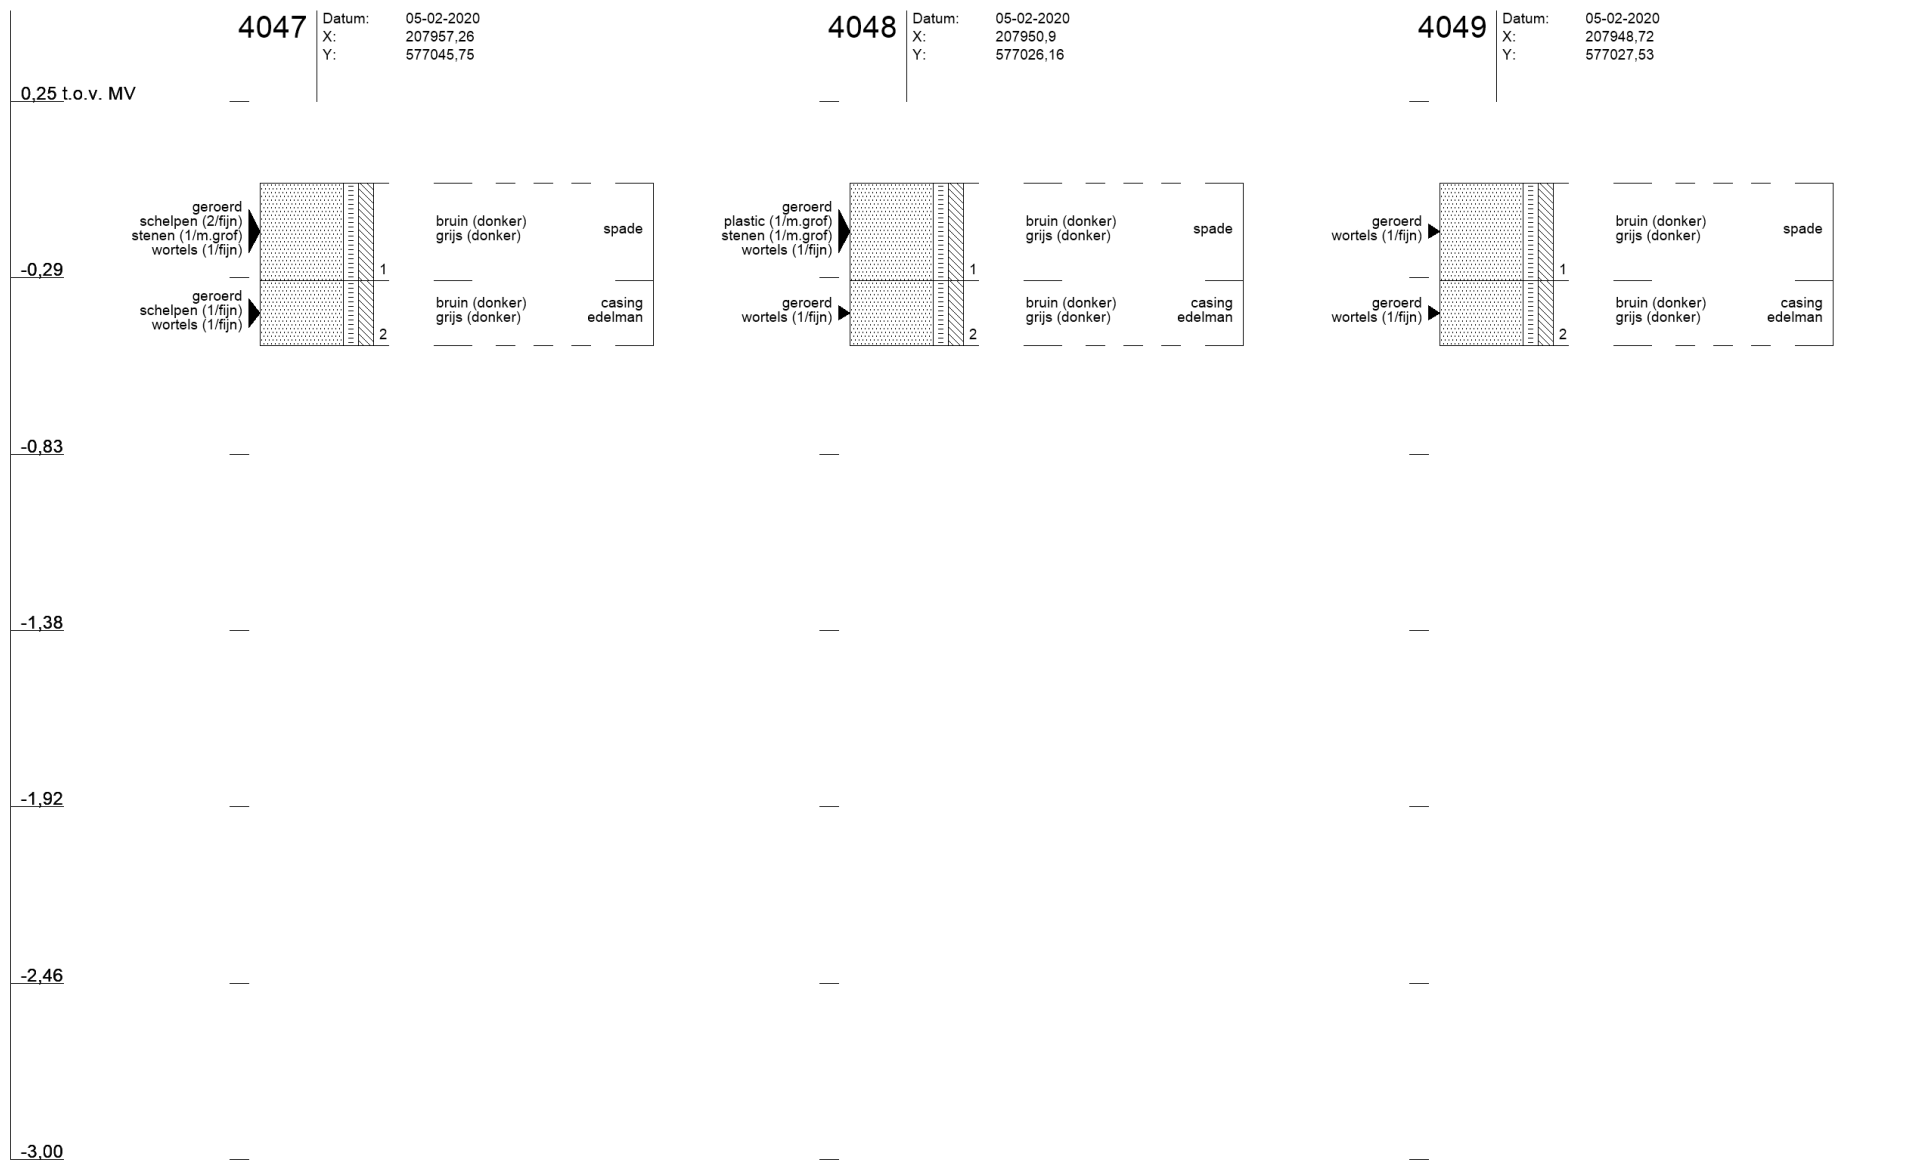 4047
Datum: 05-02-2020
X: 207957,26
Y: 577045,75
4048
Datum: 05-02-2020
X: 207950,9
Y: 577026,16
4049
Datum: 05-02-2020
X: 207948,72
Y: 577027,53
0,25 t.o.v. MV
-0,29
-0,83
-1,38
-1,92
-2,46
-3,00
geroerd
schelpen (2/fijn)
stenen (1/m.grof)
wortels (1/fijn)
1
bruin (donker)
grijs (donker)
spade
geroerd
schelpen (1/fijn)
wortels (1/fijn)
2
bruin (donker)
grijs (donker)
casing
edelman
geroerd
plastic (1/m.grof)
stenen (1/m.grof)
wortels (1/fijn)
1
bruin (donker)
grijs (donker)
spade
geroerd
wortels (1/fijn)
2
bruin (donker)
grijs (donker)
casing
edelman
geroerd
wortels (1/fijn)
1
bruin (donker)
grijs (donker)
spade
geroerd
wortels (1/fijn)
2
bruin (donker)
grijs (donker)
casing
edelman